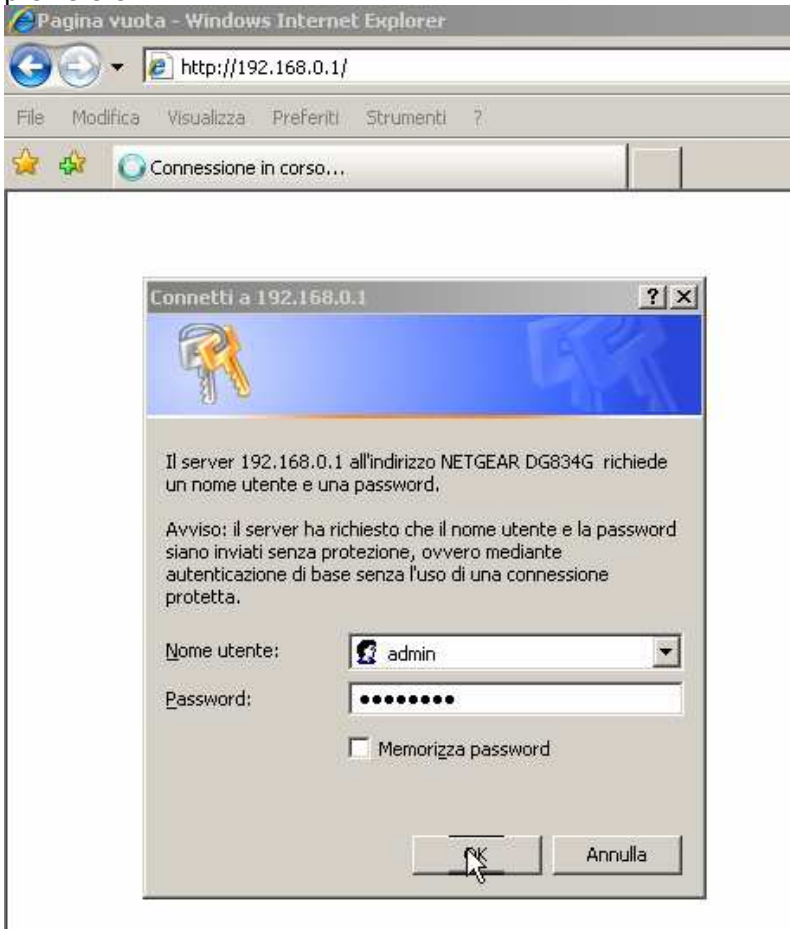 Pagina vuota - Windows Internet Explorer
http://192.168.0.1/
File Modifica Visualizza Preferiti Strumenti ?
Connessione in corso...
Connetti a 192.168.0.1
Il server 192.168.0.1 all'indirizzo NETGEAR DG834G richiede
un nome utente e una password.
Avviso: il server ha richiesto che il nome utente e la password
siano inviati senza protezione, ovvero mediante
autenticazione di base senza l'uso di una connessione
protetta.
Nome utente: admin
Password: ••••••••
Memorizza password
OK Annulla